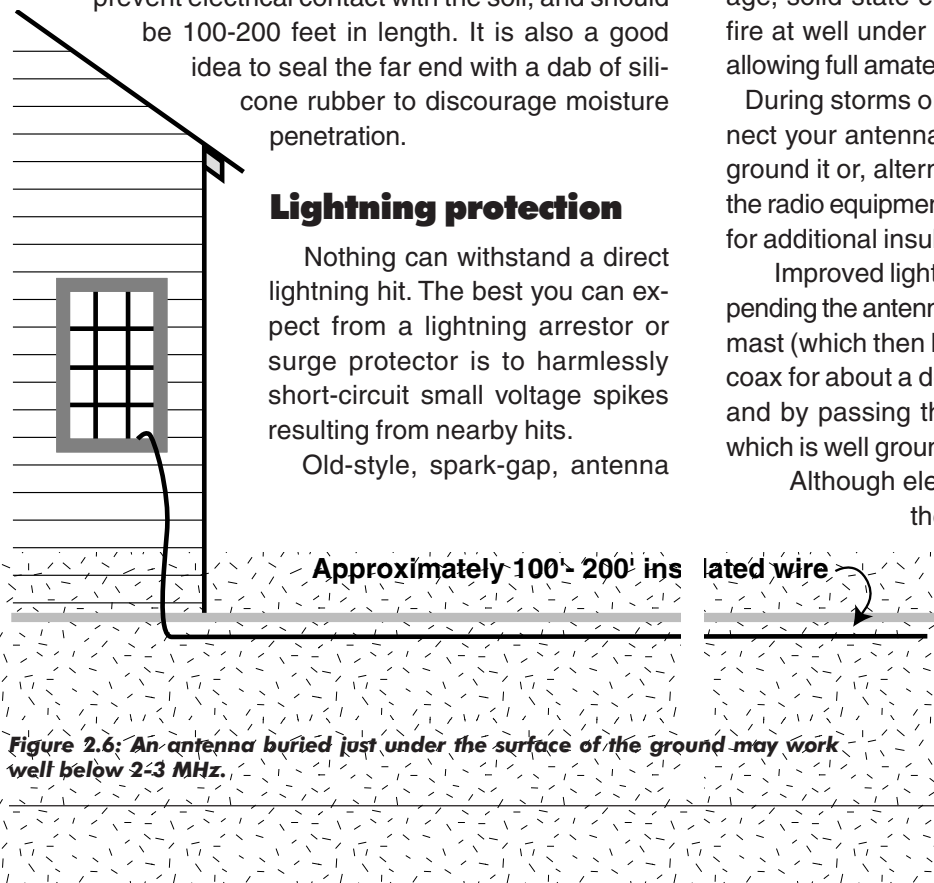 prevent electrical contact with the soil, and should
be 100-200 feet in length. It is also a good
idea to seal the far end with a dab of sili-
cone rubber to discourage moisture
penetration.
Lightning protection
Nothing can withstand a direct
lightning hit. The best you can ex-
pect from a lightning arrestor or
surge protector is to harmlessly
short-circuit small voltage spikes
resulting from nearby hits.
Old-style, spark-gap, antenna
age, solid state
fire at well under
allowing full amate
During storms o
nect your antenna
ground it or, altern
the radio equipmen
for additional insul
Improved light
pending the antenn
mast (which then
coax for about a d
and by passing th
which is well groun
Although ele
the
Approximately 100'- 200' ins lated wire
Figure 2.6: An antenna buried just under the surface of the ground may work
well below 2-3 MHz.